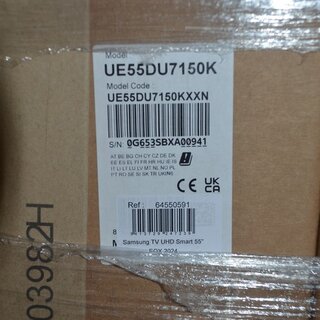 Model
UE55DU7150K
Model Code
UE55DU7150KXXN
S/N: 0G653SBXA00941
AT BE BG CH CY CZ DE DK
EE ES EL FI FR HR HU IE IS
IT LI LT LU LV MT NL NO PL
PT RO SE SI SK TR UK(NI)
CE UK CA
Ref : 64550591
Samsung TV UHD Smart 55"
03982H